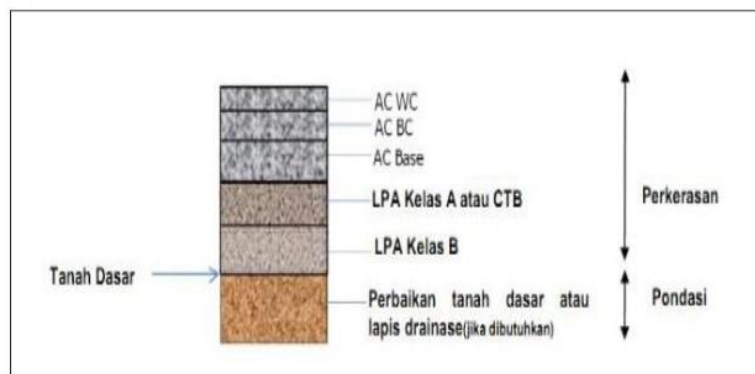 AC WC
AC BC
AC Base
LPA Kelas A atau CTB
Perkerasan
LPA Kelas B
Tanah Dasar
Perbaikan tanah dasar atau
lapis drainase(jika dibutuhkan)
Pondasi